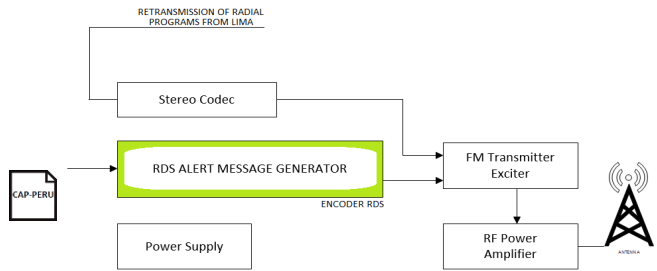 RETRANSMISSION OF RADIAL
PROGRAMS FROM LIMA
Stereo Codec
RDS ALERT MESSAGE GENERATOR
ENCODER RDS
FM Transmitter
Exciter
CAP-PERU
Power Supply
RF Power
Amplifier
ANTENNA